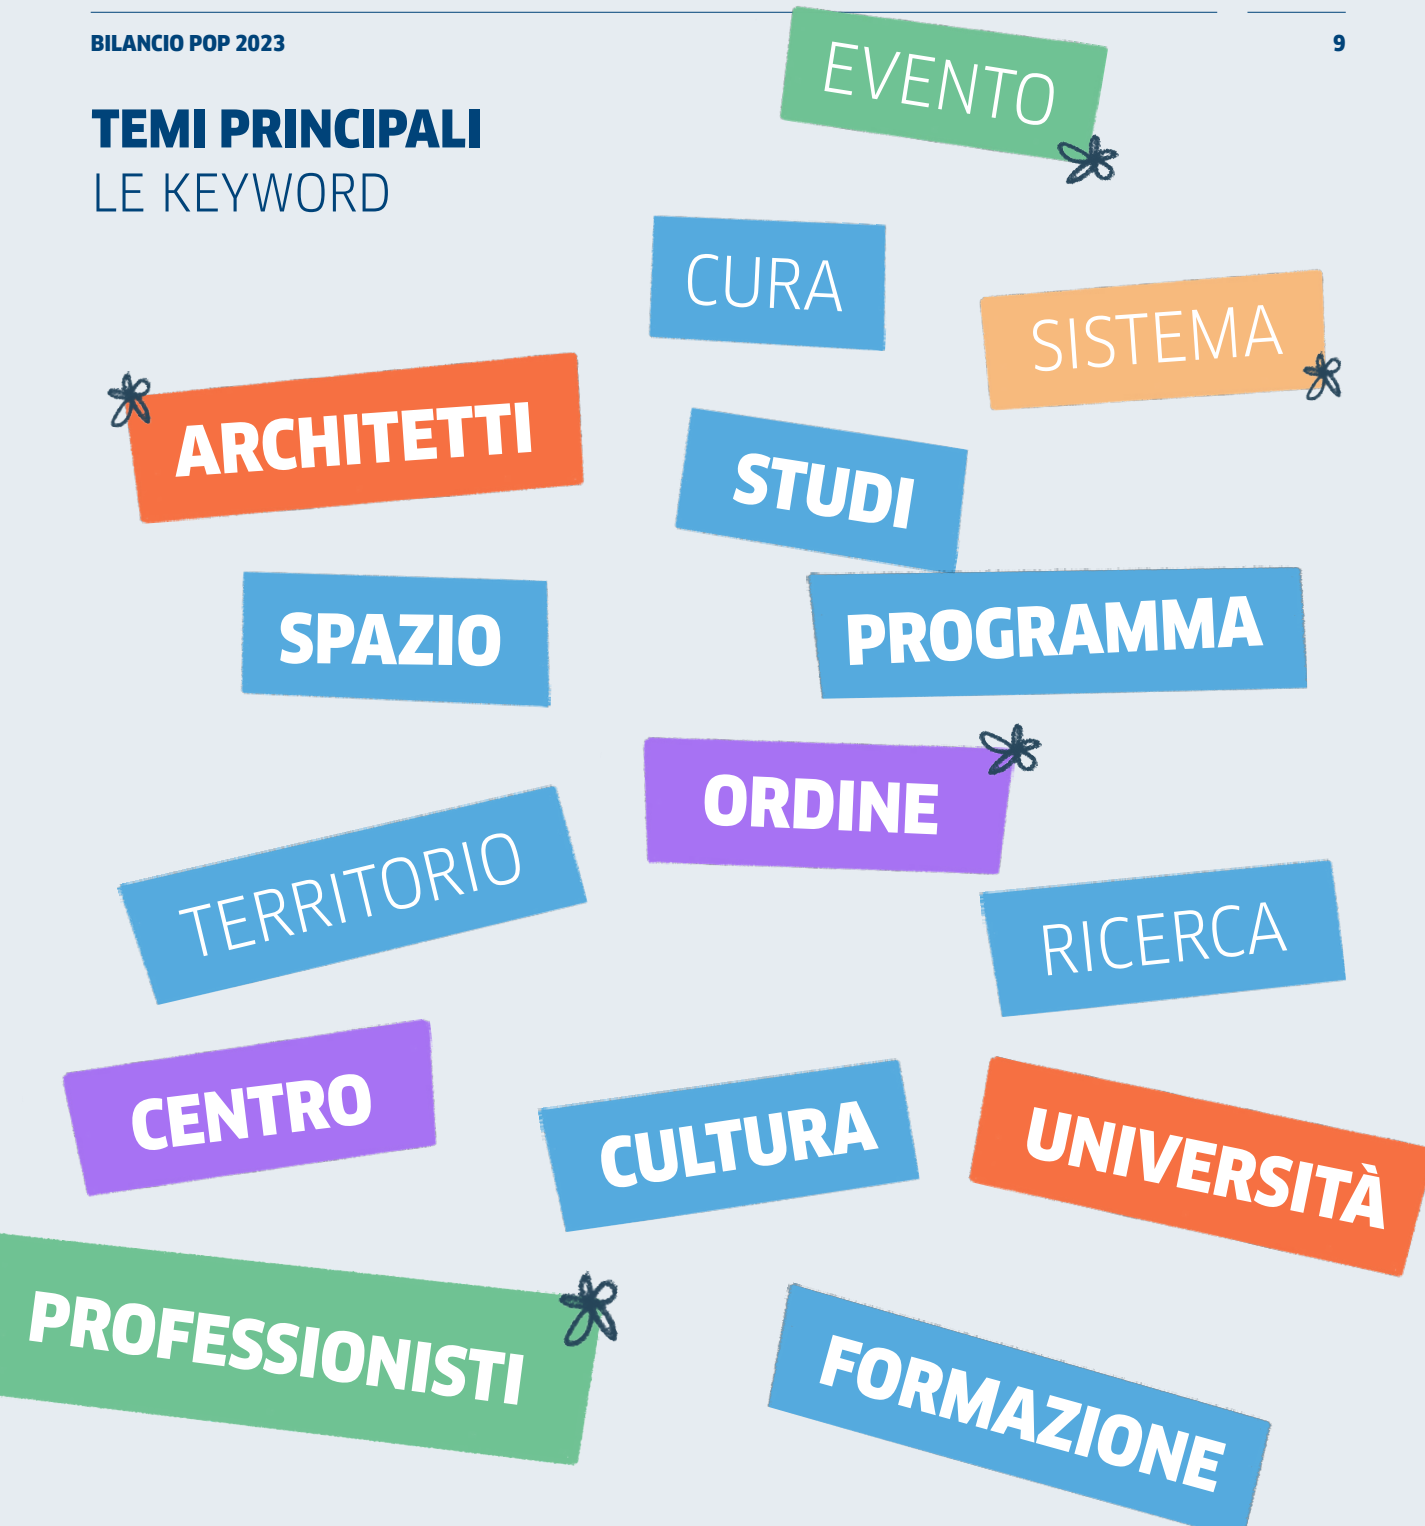 BILANCIO POP 2023
9
TEMI PRINCIPALI
LE KEYWORD
EVENTO
CURA
SISTEMA
ARCHITETTI
STUDI
SPAZIO
PROGRAMMA
ORDINE
TERRITORIO
RICERCA
CENTRO
CULTURA
UNIVERSITÀ
PROFESSIONISTI
FORMAZIONE